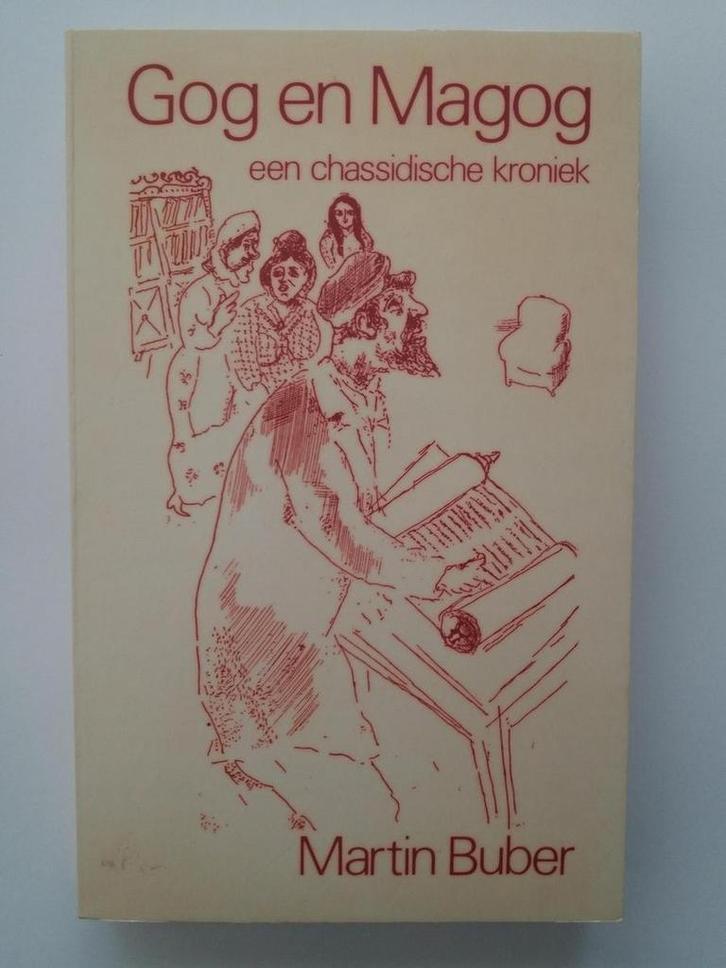 Gog en Magog
een chassidische kroniek
Martin Buber